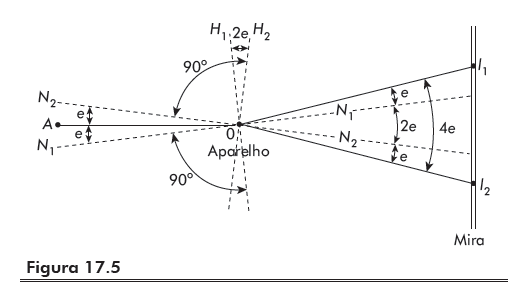 H₁ 2e H₂
90°
I₁
N₂
e
e
N₁
A
e
2e
4e
N₂
e
N₁
0
Aparelho
90°
I₂
Mira
Figura 17.5